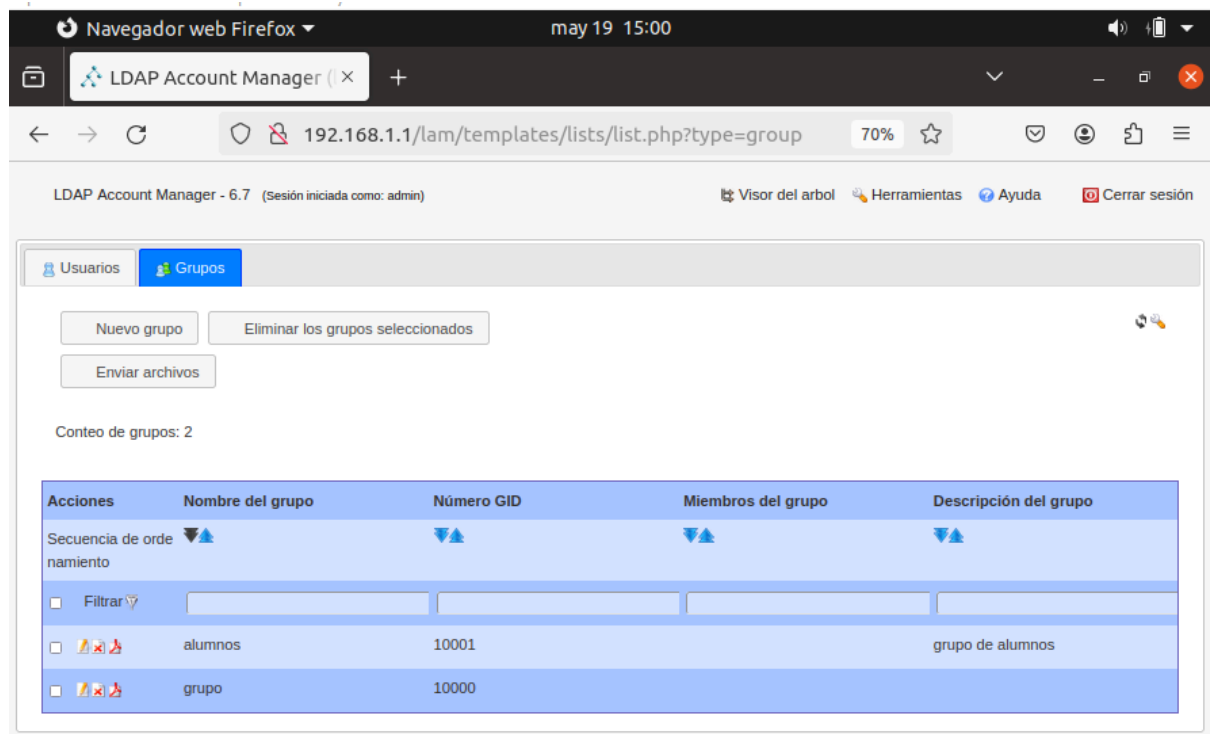 Navegador web Firefox
may 19 15:00
LDAP Account Manager (
192.168.1.1/lam/templates/lists/list.php?type=group
70%
LDAP Account Manager - 6.7 (Sesión iniciada como: admin)
Visor del arbol
Herramientas
Ayuda
Cerrar sesión
Usuarios
Grupos
Nuevo grupo
Eliminar los grupos seleccionados
Enviar archivos
Conteo de grupos: 2
Acciones Nombre del grupo Número GID Miembros del grupo Descripción del grupo
Secuencia de orde
namiento
Filtrar
alumnos 10001 grupo de alumnos
grupo 10000